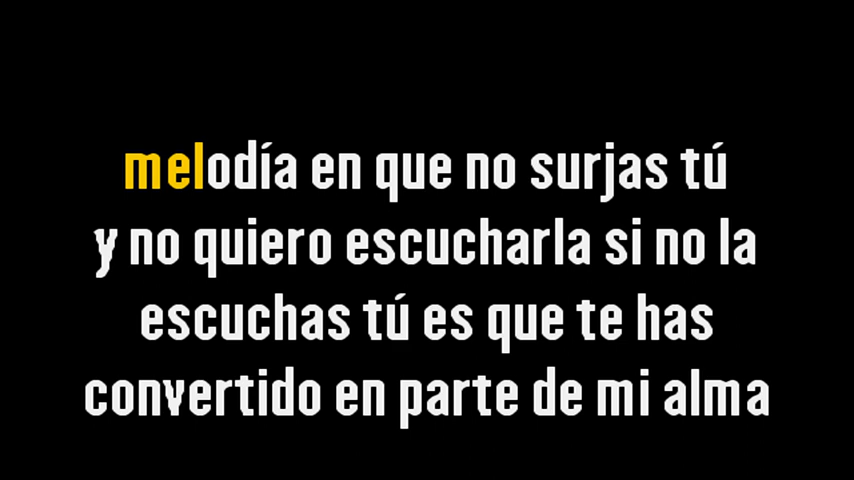 melodía en que no surjas tú
y no quiero escucharla si no la
escuchas tú es que te has
convertido en parte de mi alma